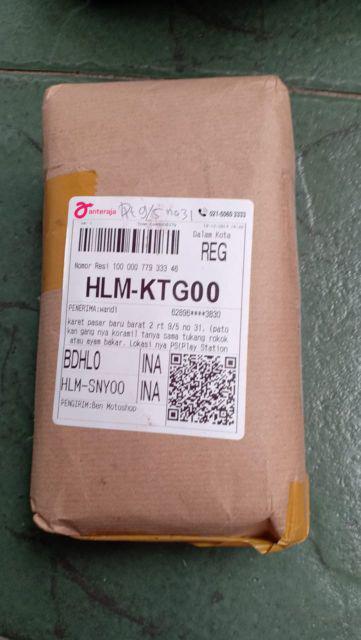 anteraja
Rt 9/5 no 31
021-5060 3333
Dalam Kota
REG
Nomor Resi 100 000 779 333 46
HLM-KTG00
PENERIMA:wandi
62896****3830
karet pasar baru barat 2 rt 9/5 no 31. (pato
kan gang nya koramil tanya sama tukang rokok
atau ayam bakar. Lokasi nya PS(Play Station
BDHLO
INA
HLM-SNY00
INA
PENGIRIM:Ben Motoshop